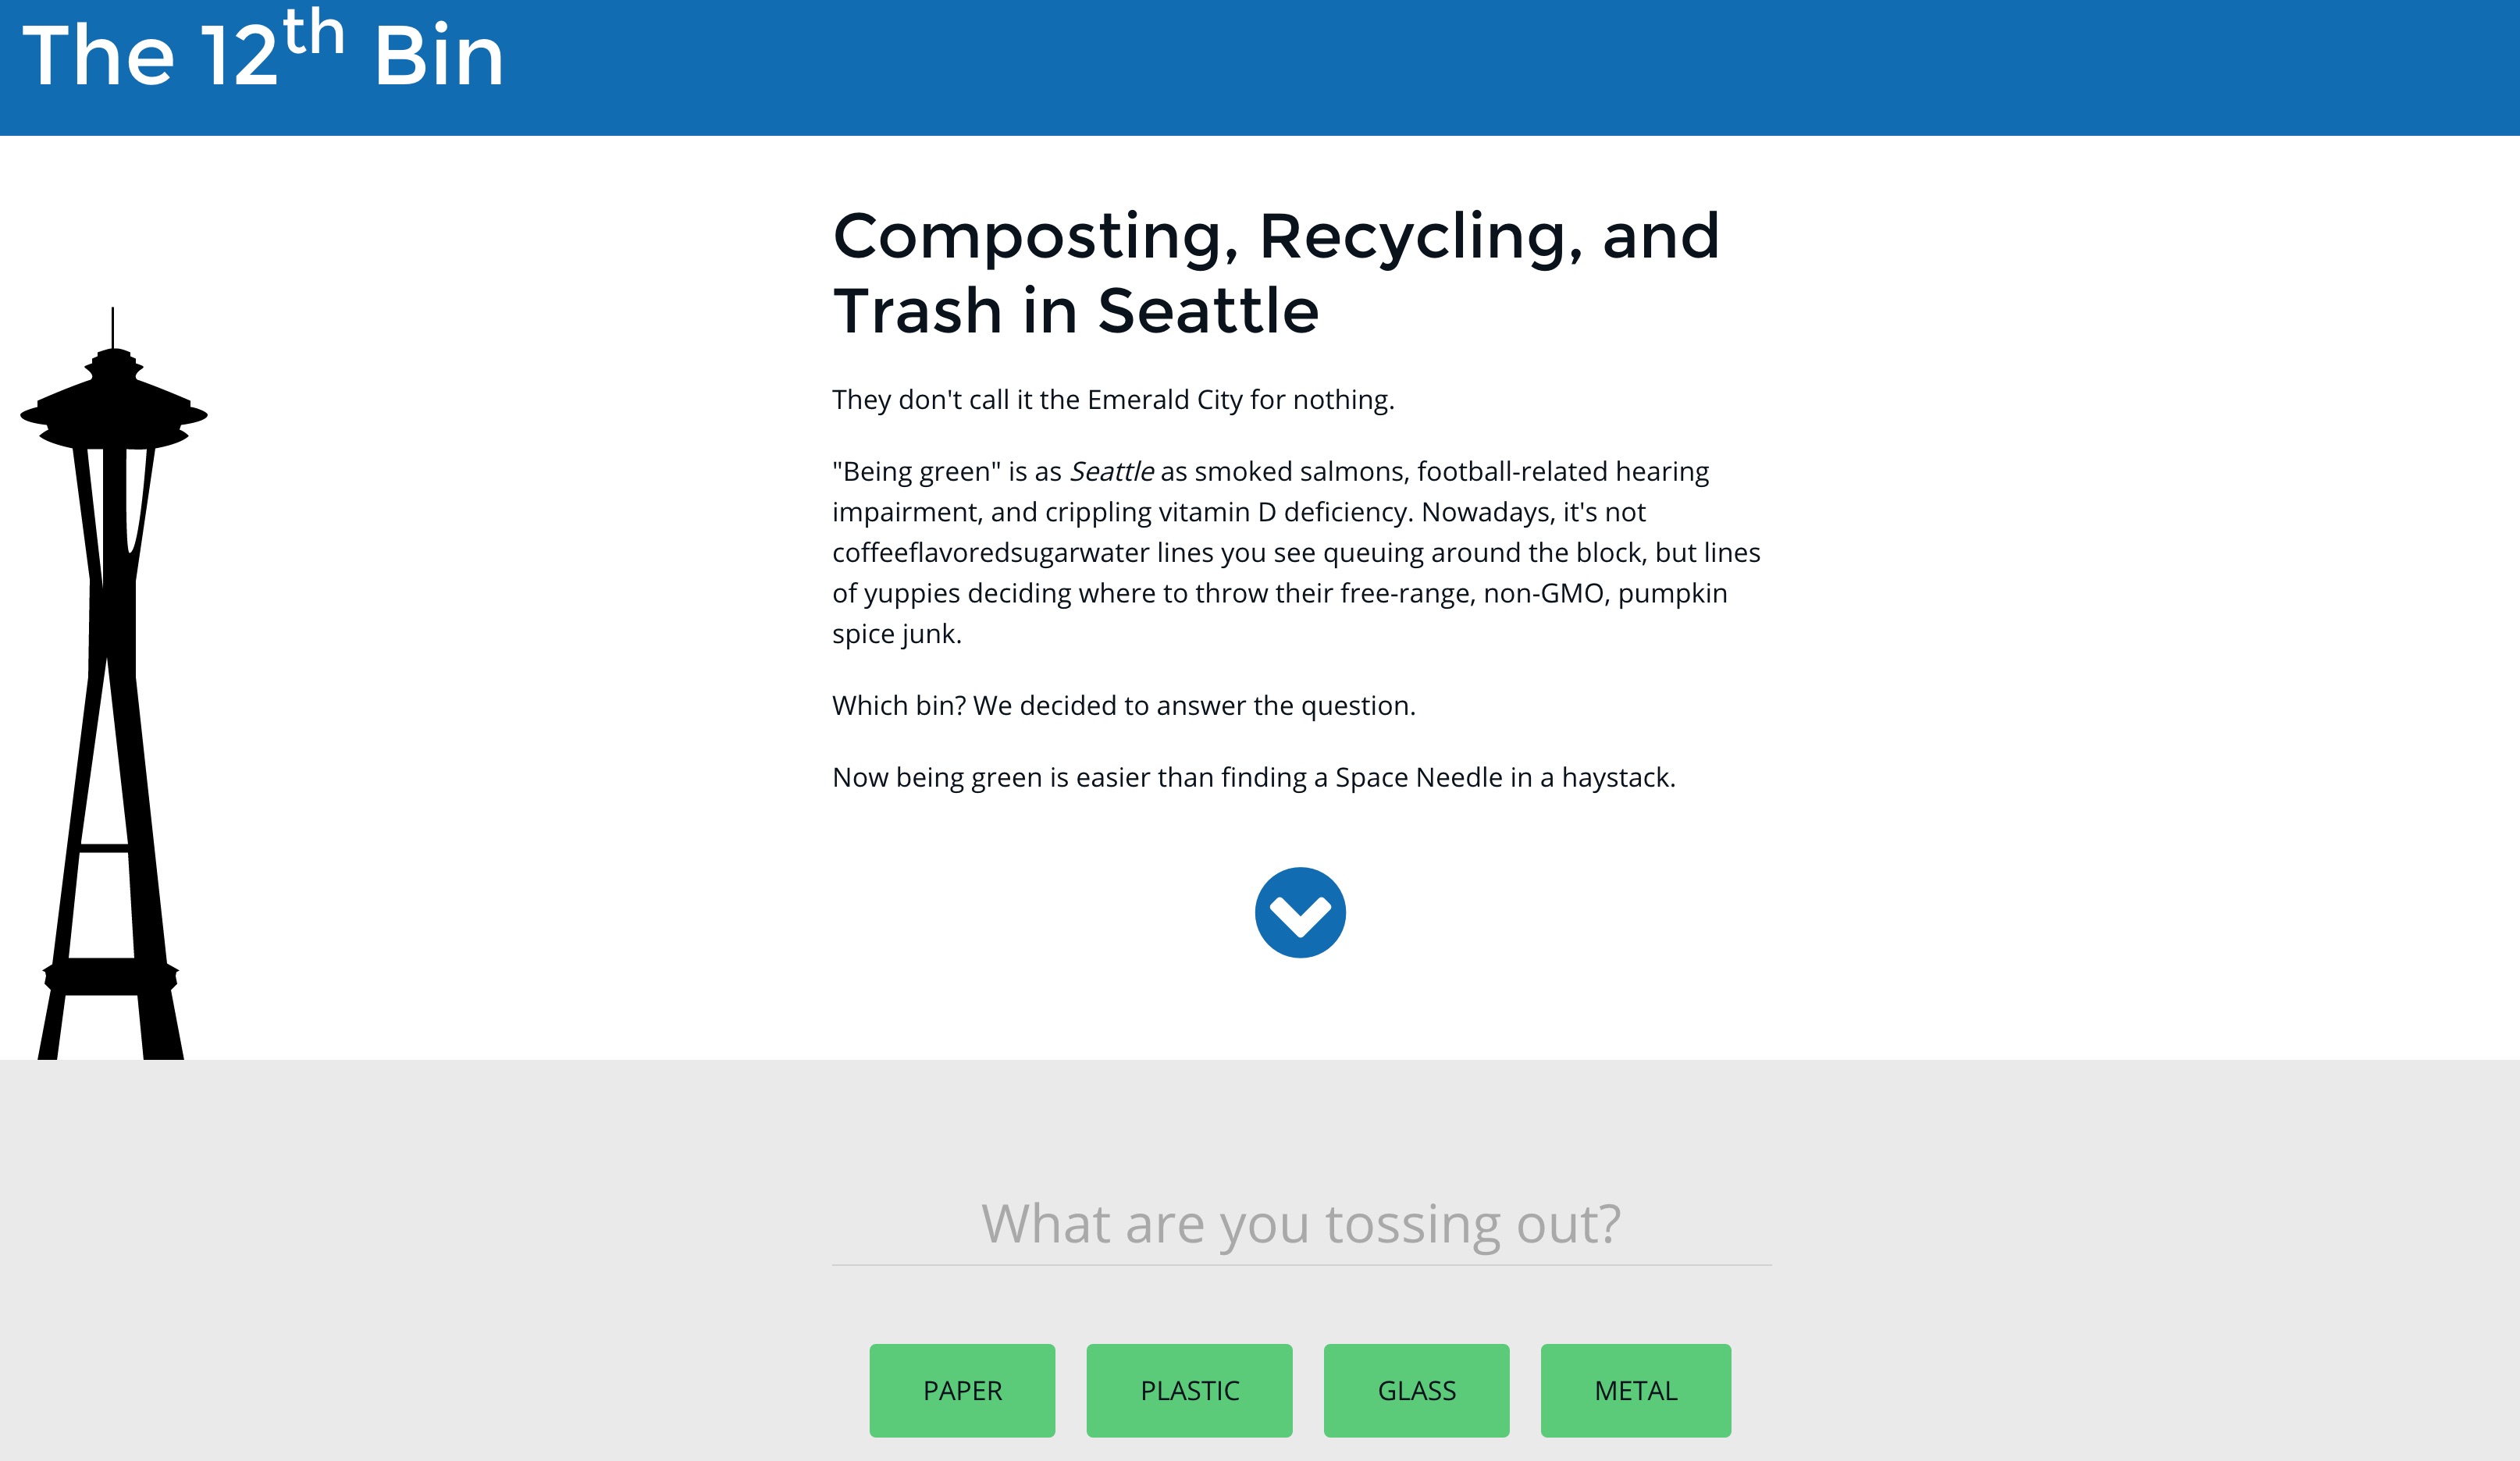 The 12th Bin
Composting, Recycling, and
Trash in Seattle
They don't call it the Emerald City for nothing.
"Being green" is as Seattle as smoked salmons, football-related hearing
impairment, and crippling vitamin D deficiency. Nowadays, it's not
coffeeflavoredsugarwater lines you see queuing around the block, but lines
of yuppies deciding where to throw their free-range, non-GMO, pumpkin
spice junk.
Which bin? We decided to answer the question.
Now being green is easier than finding a Space Needle in a haystack.
What are you tossing out?
PAPER PLASTIC GLASS METAL